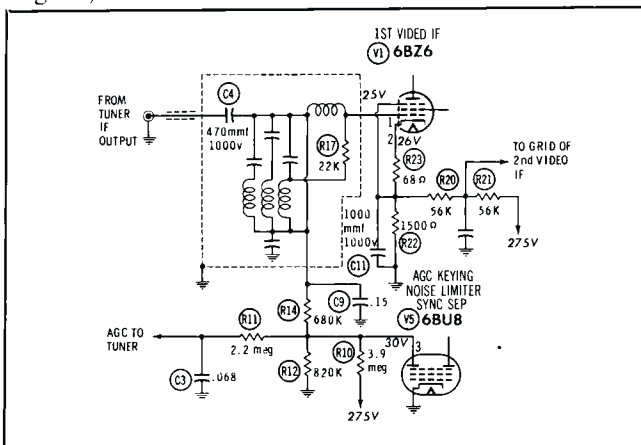 1ST VIDEO IF
V1 6BZ6
C4
25V
FROM
TUNER
IF
OUTPUT
470mmf
1000v
1
2
26V
R17
22K
R23
68Ω
TO GRID OF
2nd VIDEO
IF
R20
R21
56K
56K
1000
mmf
1000v
1500Ω
R22
275V
C11
AGC KEYING
NOISE LIMITER
SYNC SEP
V5 6BU8
R14
680K
C9
.15
AGC TO
TUNER
R11
2.2 meg
30V
3
R12
820K
R10
3.9
meg
C3
.068
275V